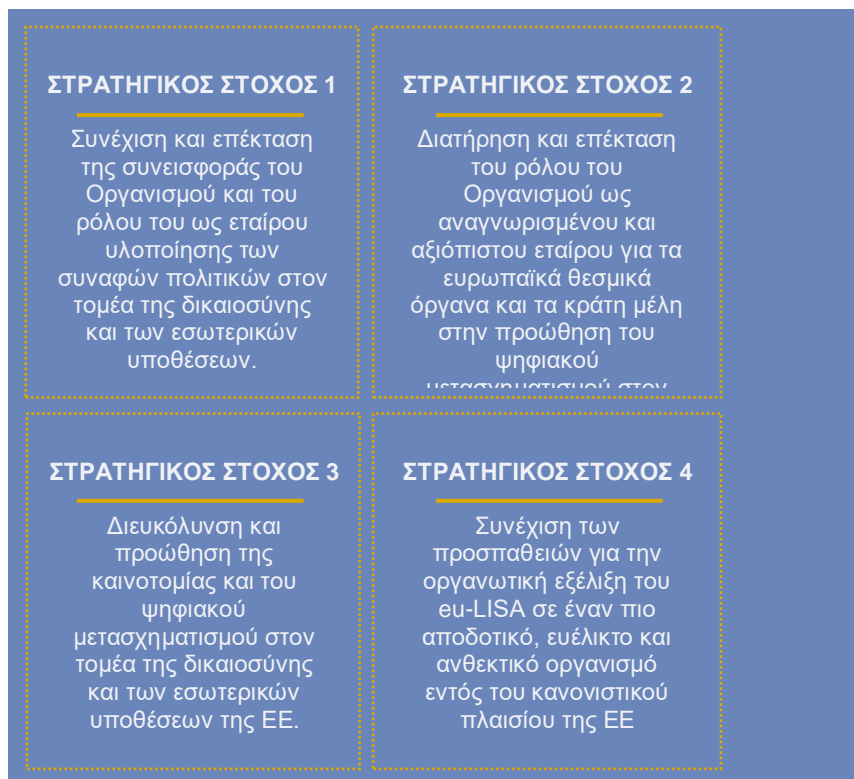 ΣΤΡΑΤΗΓΙΚΟΣ ΣΤΟΧΟΣ 1
Συνέχιση και επέκταση
της συνεισφοράς του
Οργανισμού και του
ρόλου του ως εταίρου
υλοποίησης των
συναφών πολιτικών στον
τομέα της δικαιοσύνης
και των εσωτερικών
υποθέσεων.
ΣΤΡΑΤΗΓΙΚΟΣ ΣΤΟΧΟΣ 2
Διατήρηση και επέκταση
του ρόλου του
Οργανισμού ως
αναγνωρισμένου και
αξιόπιστου εταίρου για τα
ευρωπαϊκά θεσμικά
όργανα και τα κράτη μέλη
στην προώθηση του
ψηφιακού
μετασχηματισμού στον
ΣΤΡΑΤΗΓΙΚΟΣ ΣΤΟΧΟΣ 3
Διευκόλυνση και
προώθηση της
καινοτομίας και του
ψηφιακού
μετασχηματισμού στον
τομέα της δικαιοσύνης
και των εσωτερικών
υποθέσεων της ΕΕ.
ΣΤΡΑΤΗΓΙΚΟΣ ΣΤΟΧΟΣ 4
Συνέχιση των
προσπαθειών για την
οργανωτική εξέλιξη του
eu-LISA σε έναν πιο
αποδοτικό, ευέλικτο και
ανθεκτικό οργανισμό
εντός του κανονιστικού
πλαισίου της ΕΕ